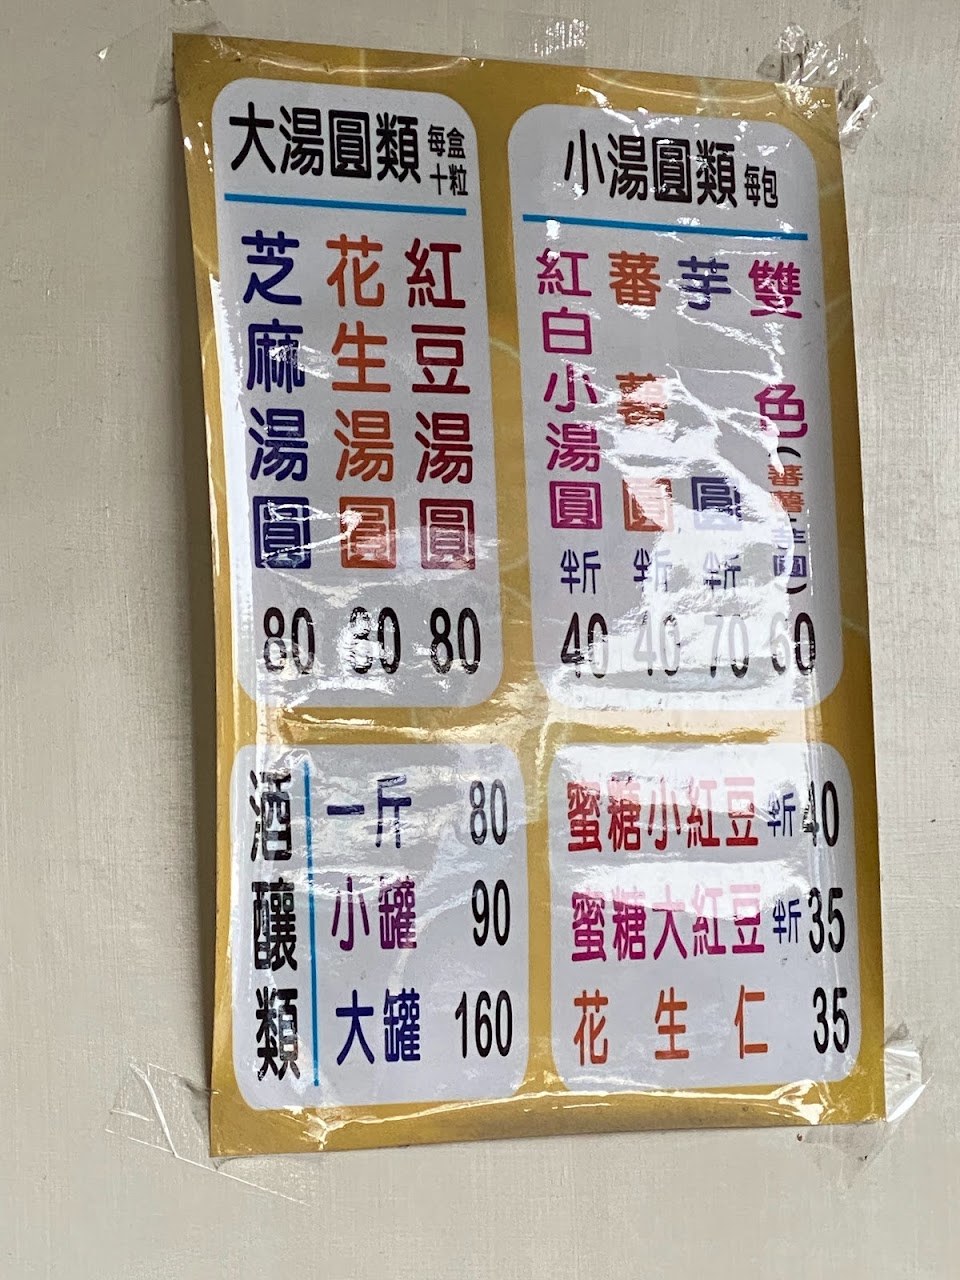 大湯圓類 每盒十粒
芝麻湯圓 80
花生湯圓 80
紅豆湯圓 80
小湯圓類 每包
紅白小湯圓 半斤 40
蕃薯圓 半斤 40
芋圓 半斤 70
雙色(蕃薯、芋圓) 60
酒釀類
一斤 80
小罐 90
大罐 160
蜜糖小紅豆 半斤 40
蜜糖大紅豆 半斤 35
花生仁 35